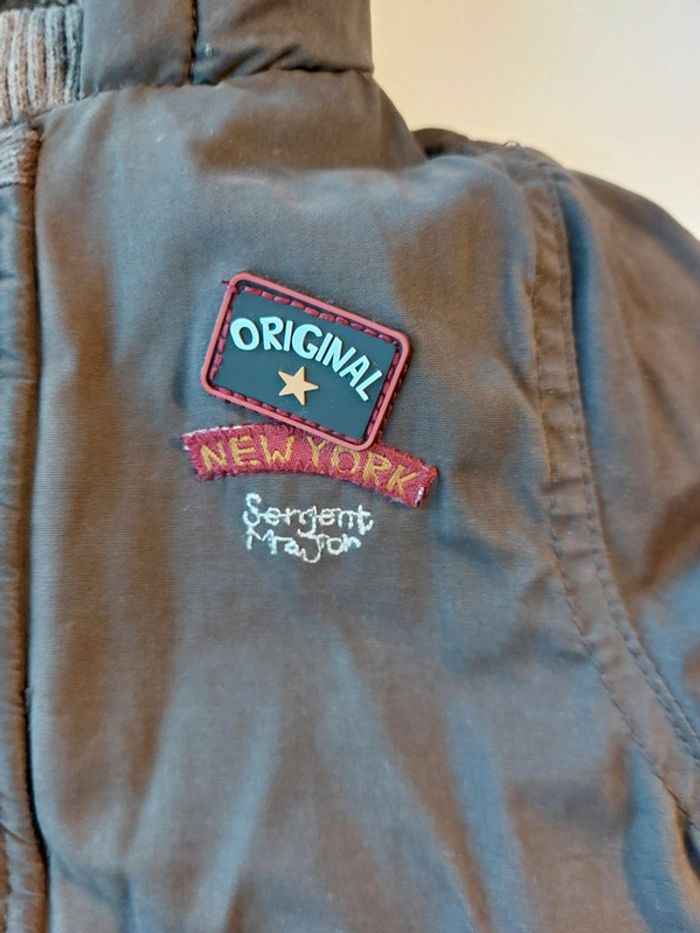 ORIGINAL
NEW YORK
Sergent
Major